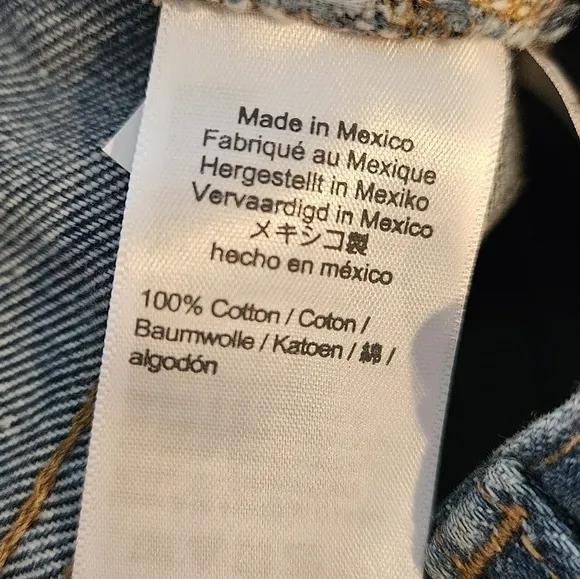 Made in Mexico
Fabriqué au Mexique
Hergestellt in Mexiko
Vervaardigd in Mexico
メキシコ製
hecho en méxico
100% Cotton / Coton /
Baumwolle / Katoen / 綿 /
algodón